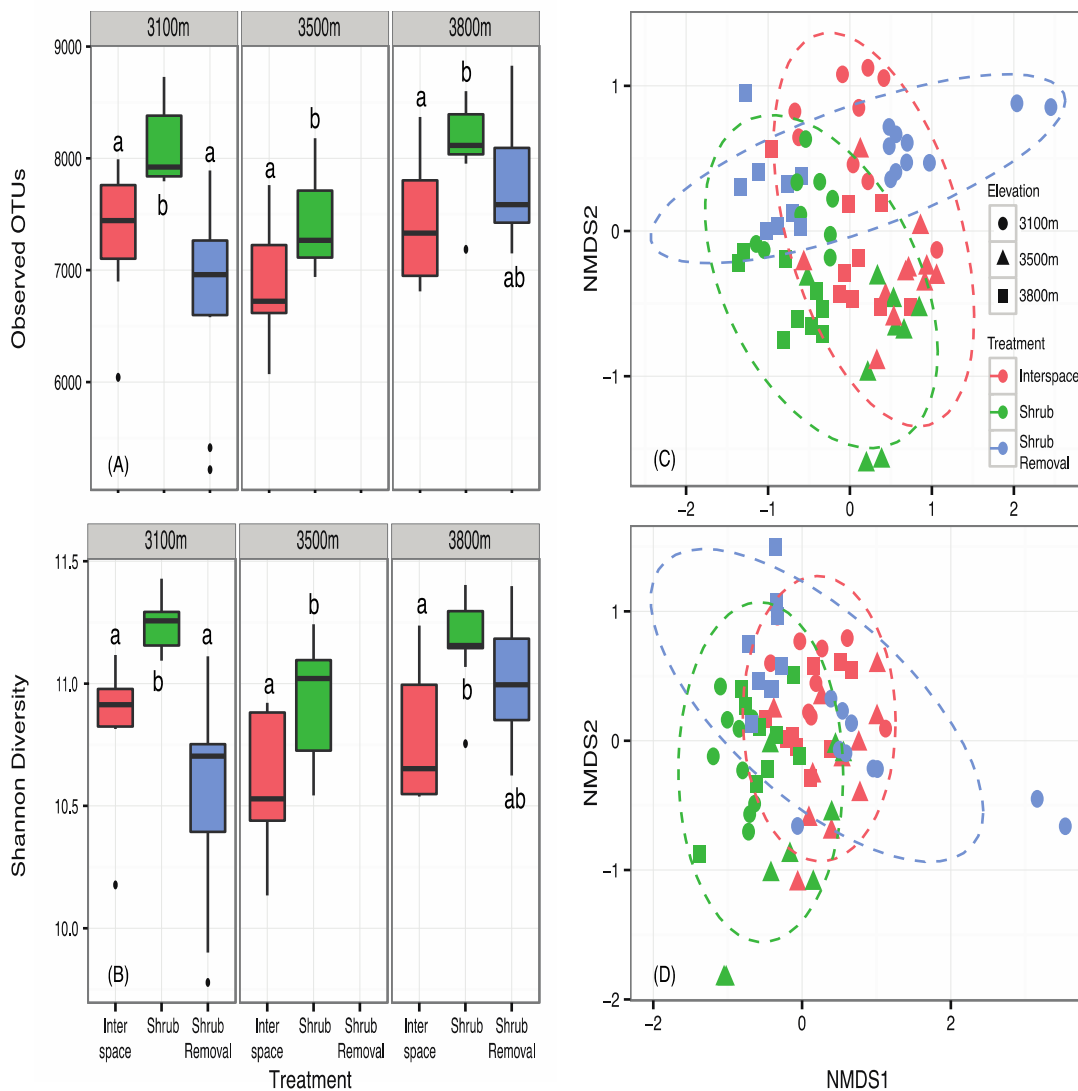 3100m 3500m 3800m
9000
8000
7000
6000
Observed OTUs
a b a
a b
a b ab
(A)
3100m 3500m 3800m
11.5
11.0
10.5
10.0
Shannon Diversity
a b a
a b
a b ab
(B)
Inter space Shrub Shrub Removal
Inter space Shrub Shrub Removal
Inter space Shrub Shrub Removal
Treatment
1
0
−1
NMDS2
(C)
−2 −1 0 1 2
Elevation
3100m
3500m
3800m
Treatment
Interspace
Shrub
Shrub
Removal
1
0
−1
−2
NMDS2
(D)
−2 0 2
NMDS1